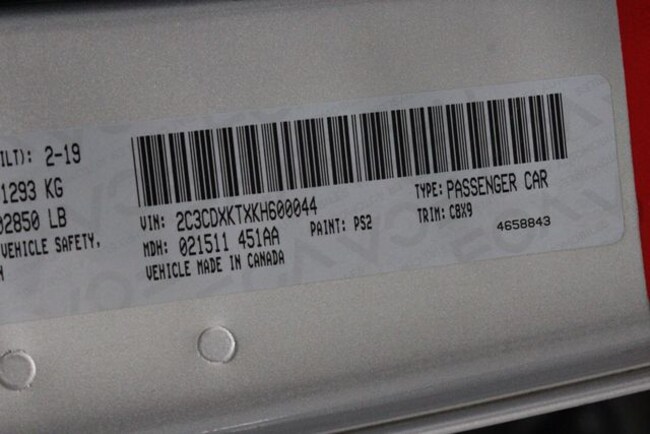 ILT): 2-19
1293 KG
02850 LB
VEHICLE SAFETY,
VIN: 2C3CDXKTXKH600044
TYPE: PASSENGER CAR
MDH: 021511 451AA
PAINT: PS2
TRIM: C8X9
VEHICLE MADE IN CANADA
4658843